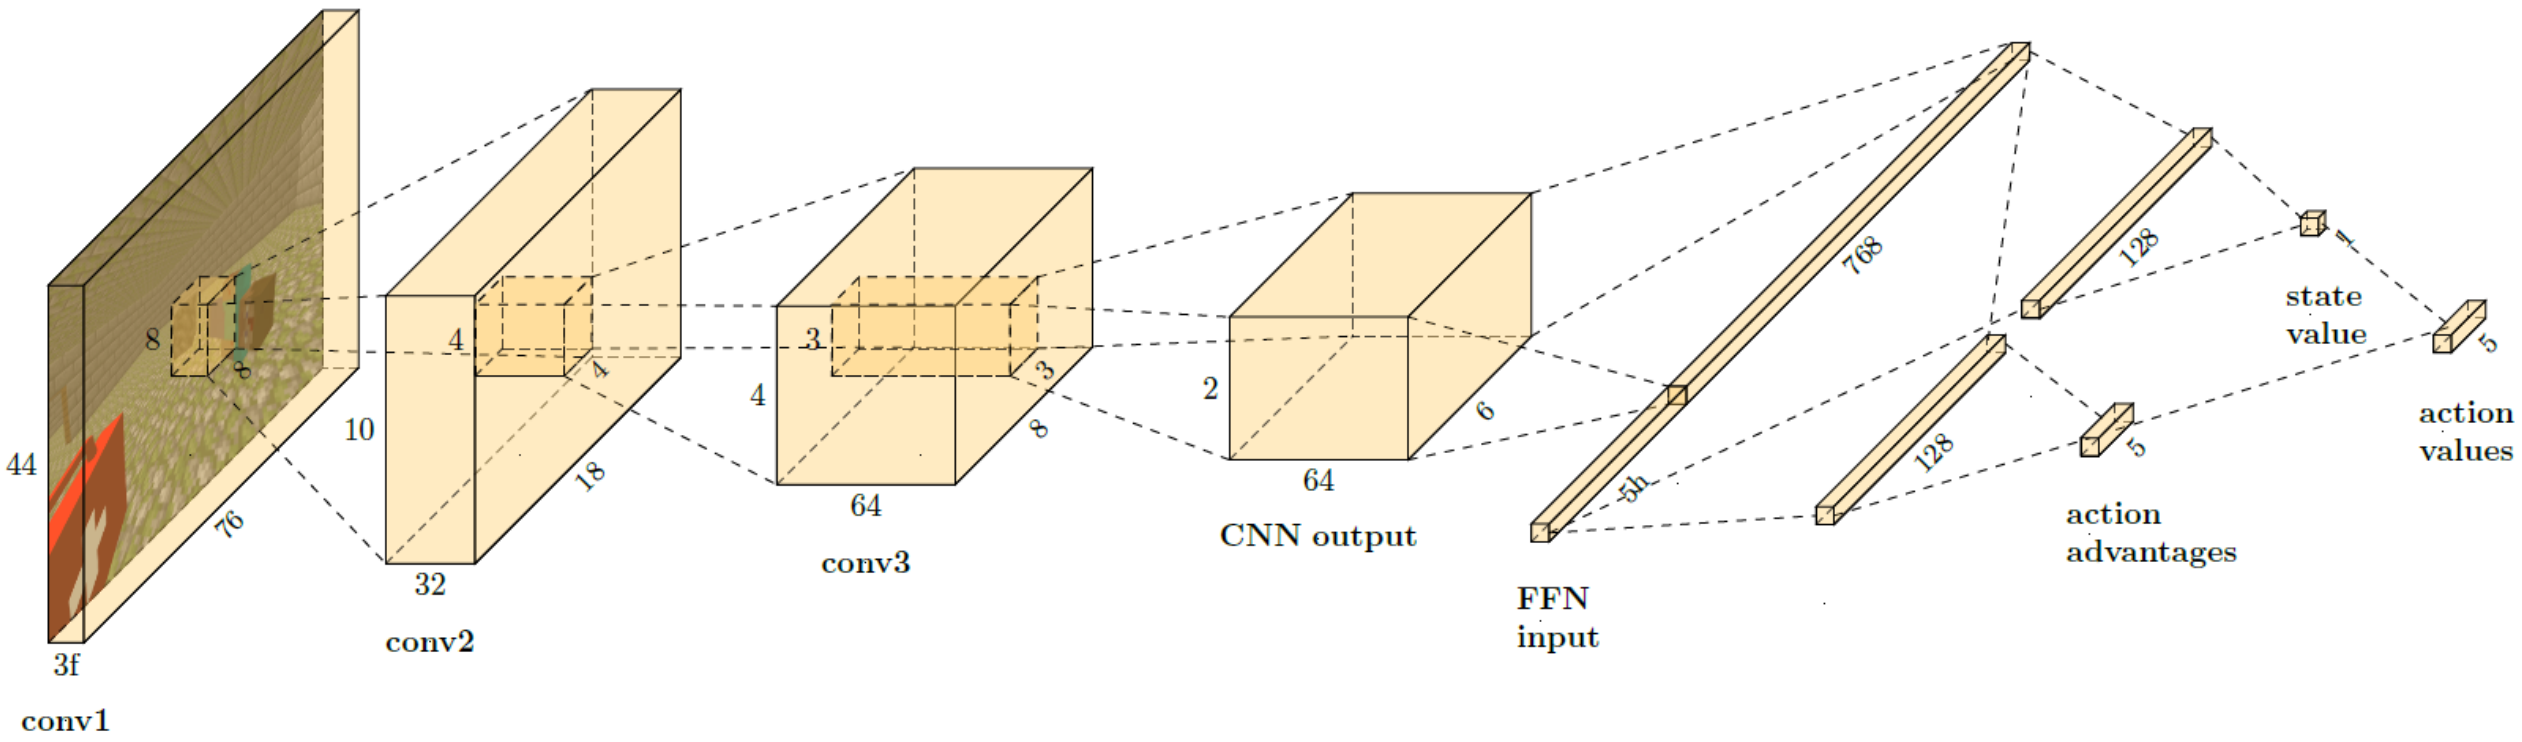 44
76
3f
8
8
conv1
10
18
32
4
4
conv2
4
8
64
3
3
conv3
2
6
64
CNN output
768
5h
FFN
input
128
128
1
state
value
5
action
advantages
5
action
values